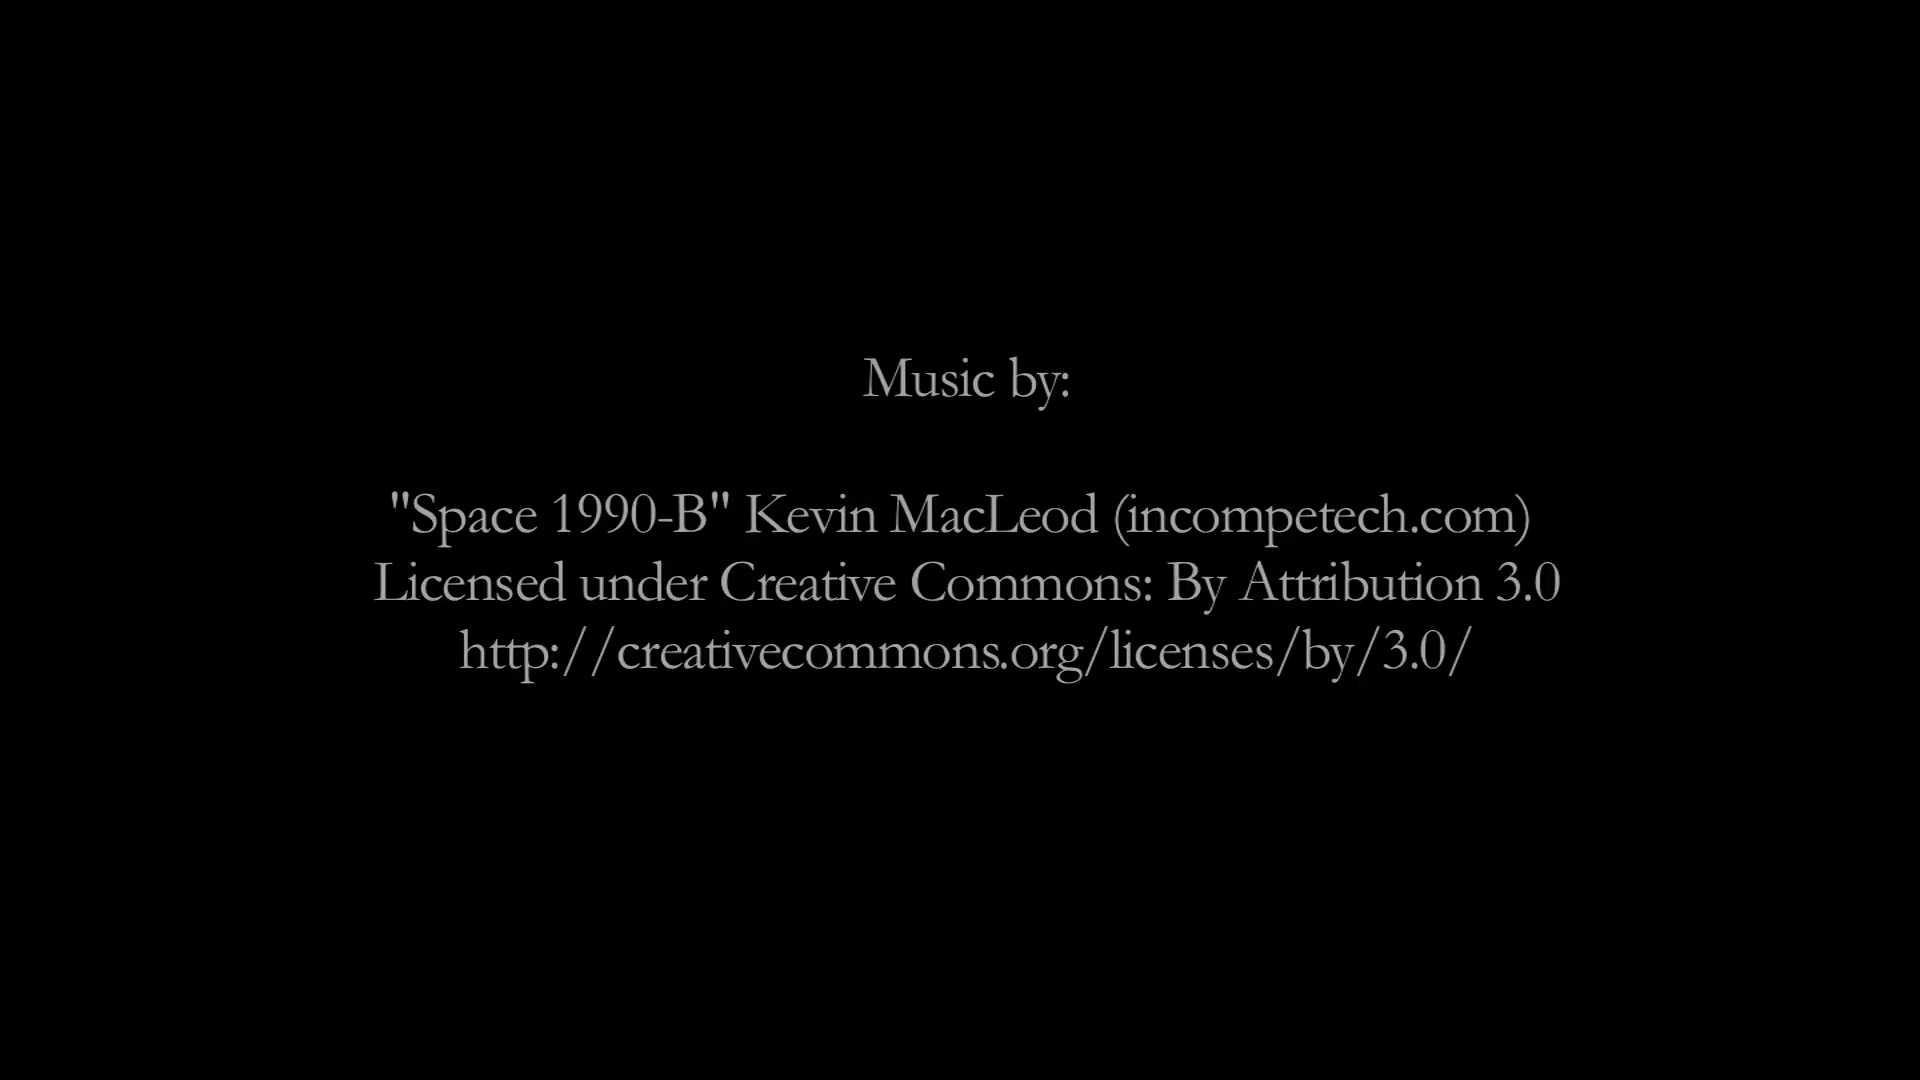 Music by:
"Space 1990-B" Kevin MacLeod (incompetech.com)
Licensed under Creative Commons: By Attribution 3.0
http://creativecommons.org/licenses/by/3.0/